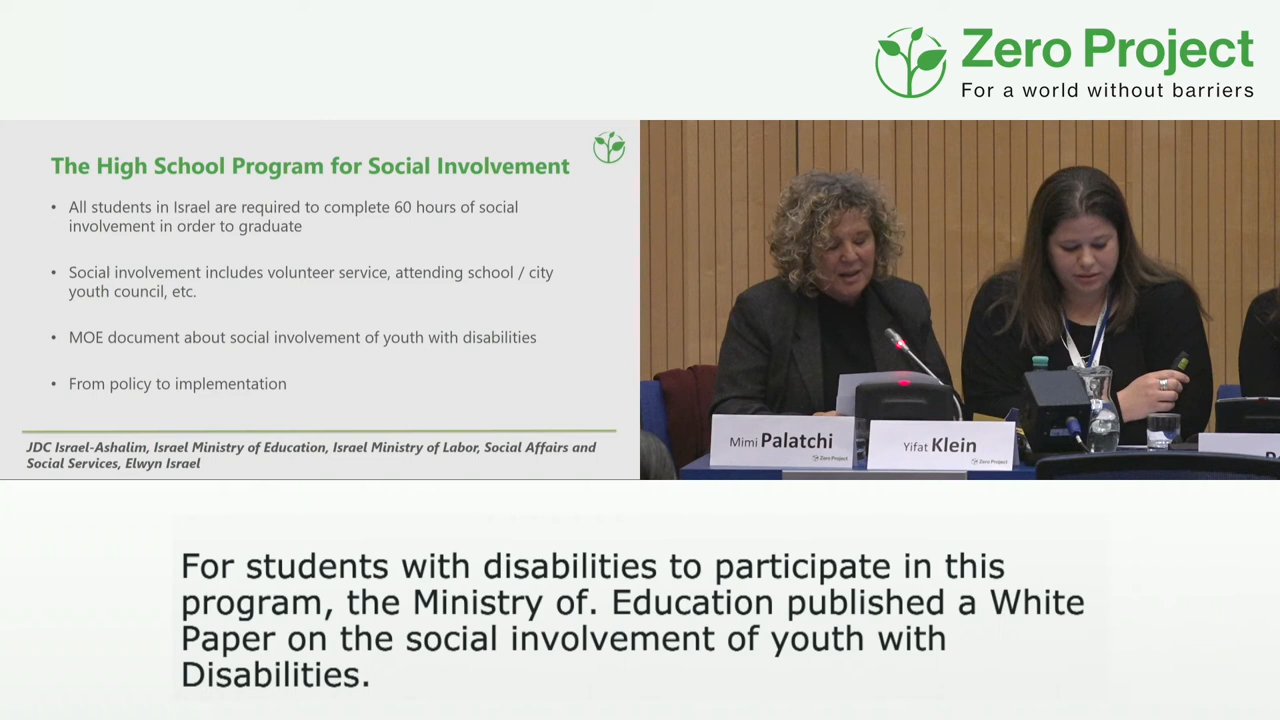 Zero Project
For a world without barriers
The High School Program for Social Involvement
• All students in Israel are required to complete 60 hours of social
involvement in order to graduate
• Social involvement includes volunteer service, attending school / city
youth council, etc.
• MOE document about social involvement of youth with disabilities
• From policy to implementation
JDC Israel-Ashalim, Israel Ministry of Education, Israel Ministry of Labor, Social Affairs and
Social Services, Elwyn Israel
Mimi Palatchi
Zero Project
Yifat Klein
Zero Project
For students with disabilities to participate in this
program, the Ministry of. Education published a White
Paper on the social involvement of youth with
Disabilities.